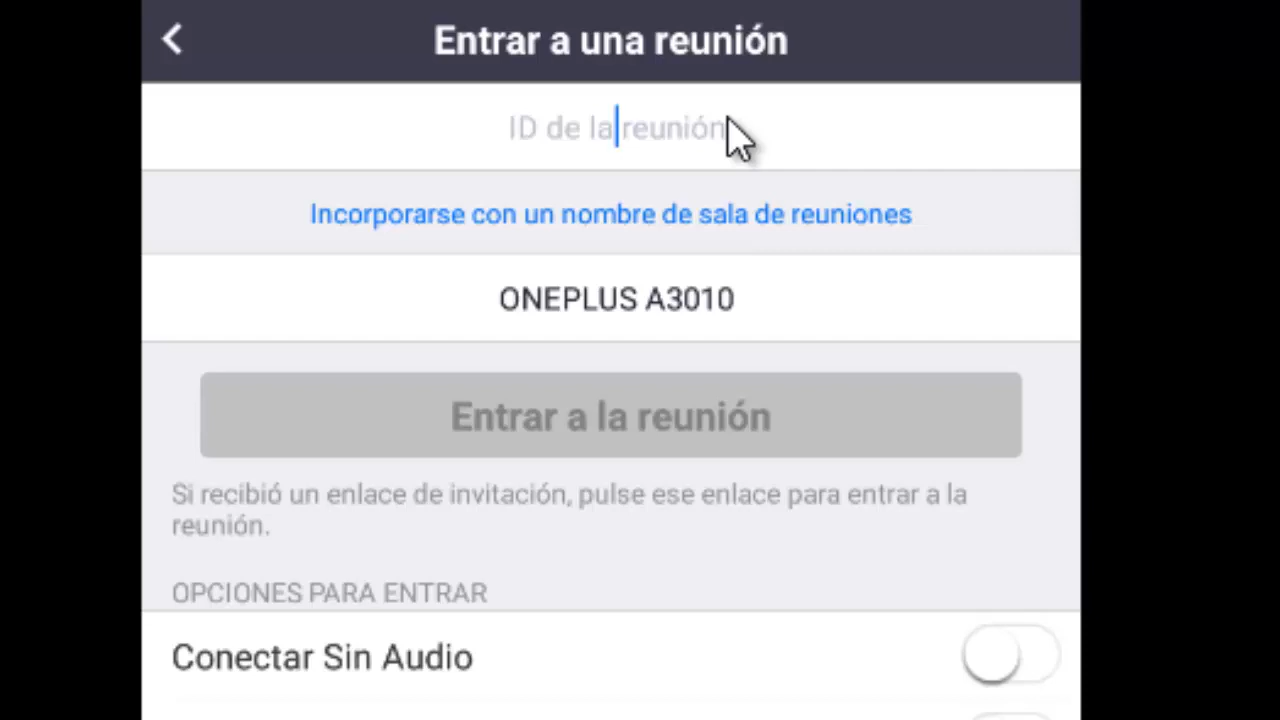 Entrar a una reunión
ID de la reunión
Incorporarse con un nombre de sala de reuniones
ONEPLUS A3010
Entrar a la reunión
Si recibió un enlace de invitación, pulse ese enlace para entrar a la
reunión.
OPCIONES PARA ENTRAR
Conectar Sin Audio